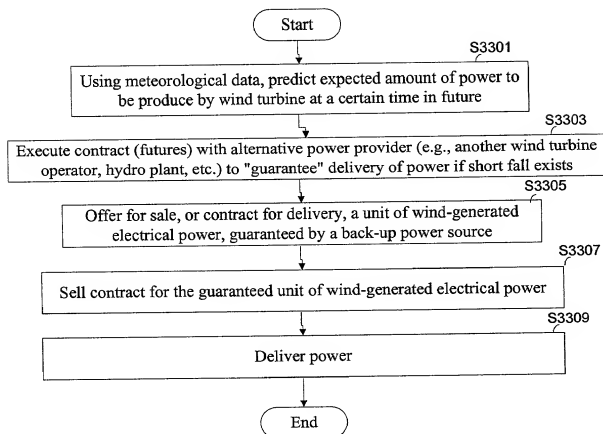 Start
S3301
Using meteorological data, predict expected amount of power to
be produce by wind turbine at a certain time in future
S3303
Execute contract (futures) with alternative power provider (e.g., another wind turbine
operator, hydro plant, etc.) to "guarantee" delivery of power if short fall exists
S3305
Offer for sale, or contract for delivery, a unit of wind-generated
electrical power, guaranteed by a back-up power source
S3307
Sell contract for the guaranteed unit of wind-generated electrical power
S3309
Deliver power
End